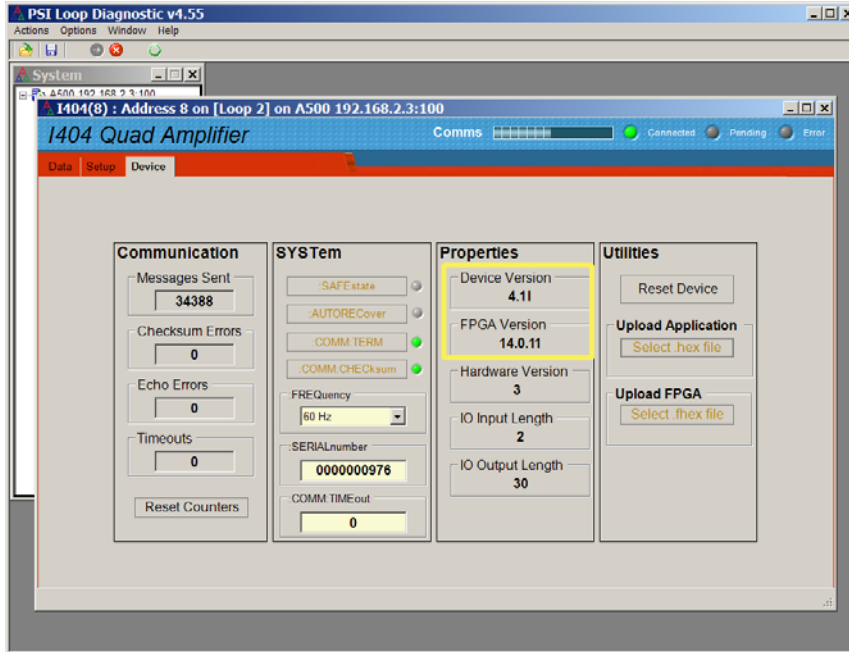 PSI Loop Diagnostic v4.55
Actions Options Window Help
System
A500 192.168.2.3:100
I404(8) : Address 8 on [Loop 2] on A500 192.168.2.3:100
I404 Quad Amplifier
Comms
Connected
Pending
Error
Data
Setup
Device
Communication
Messages Sent
34388
Checksum Errors
0
Echo Errors
0
Timeouts
0
Reset Counters
SYSTem
:SAFEstate
:AUTORECover
:COMM:TERM
:COMM:CHECksum
FREQuency
60 Hz
:SERIALnumber
0000000976
:COMM:TIMEout
0
Properties
Device Version
4.1I
FPGA Version
14.0.11
Hardware Version
3
IO Input Length
2
IO Output Length
30
Utilities
Reset Device
Upload Application
Select .hex file
Upload FPGA
Select .fhex file